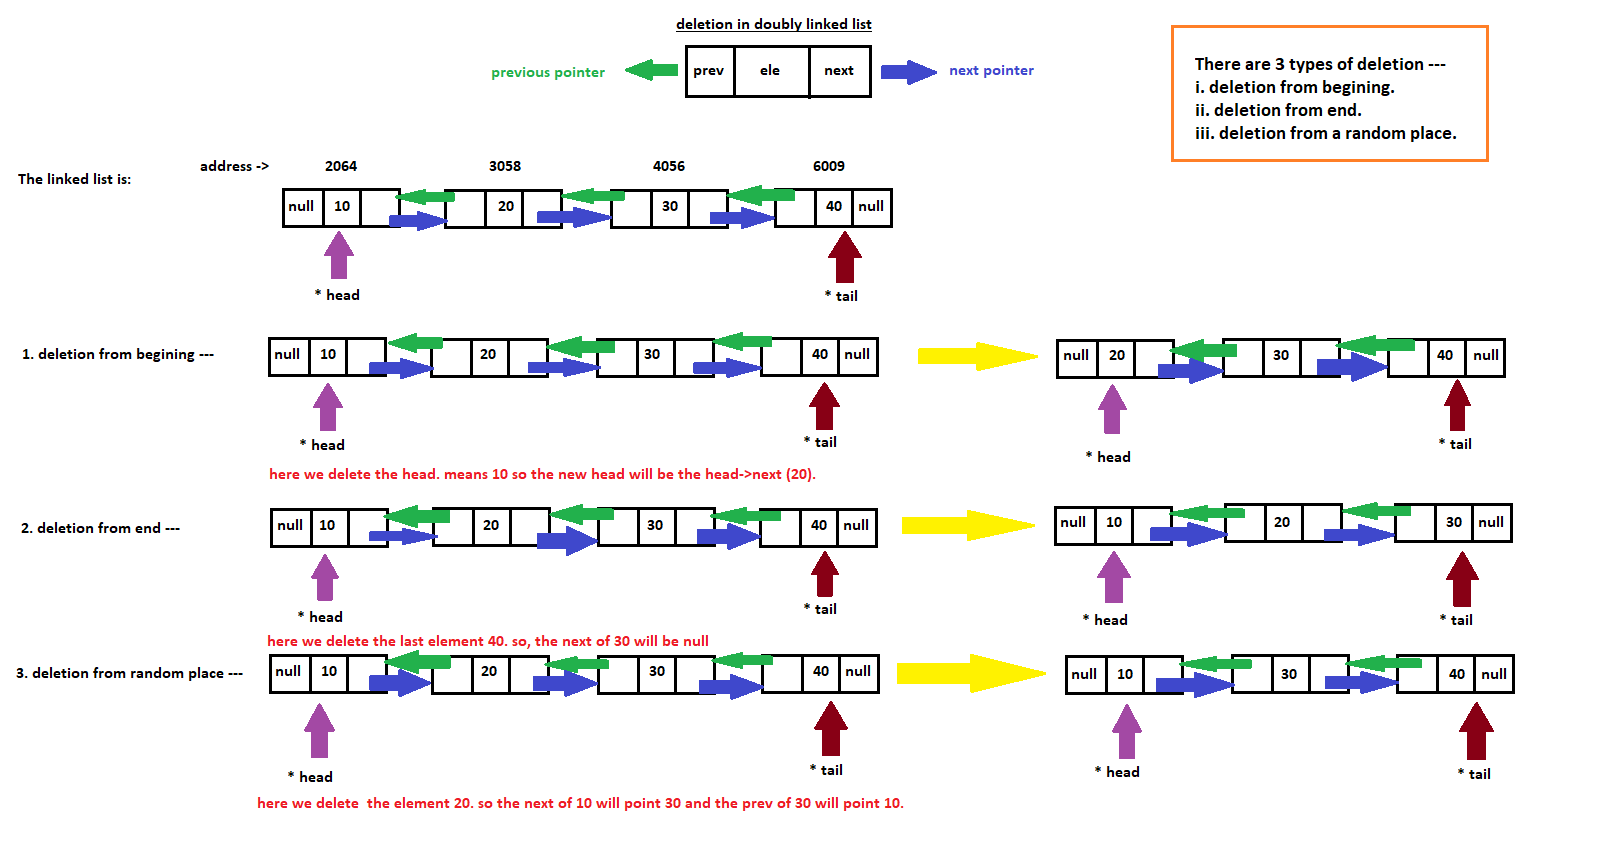 deletion in doubly linked list
previous pointer prev ele next next pointer
There are 3 types of deletion ---
i. deletion from begining.
ii. deletion from end.
iii. deletion from a random place.
address -> 2064 3058 4056 6009
The linked list is:
null 10 20 30 40 null
* head * tail
1. deletion from begining --- null 10 20 30 40 null null 20 30 40 null
* head * tail * head * tail
here we delete the head. means 10 so the new head will be the head->next (20).
2. deletion from end --- null 10 20 30 40 null null 10 20 30 null
* head * tail * head * tail
here we delete the last element 40. so, the next of 30 will be null
3. deletion from random place --- null 10 20 30 40 null null 10 30 40 null
* head * tail * head * tail
here we delete  the element 20. so the next of 10 will point 30 and the prev of 30 will point 10.